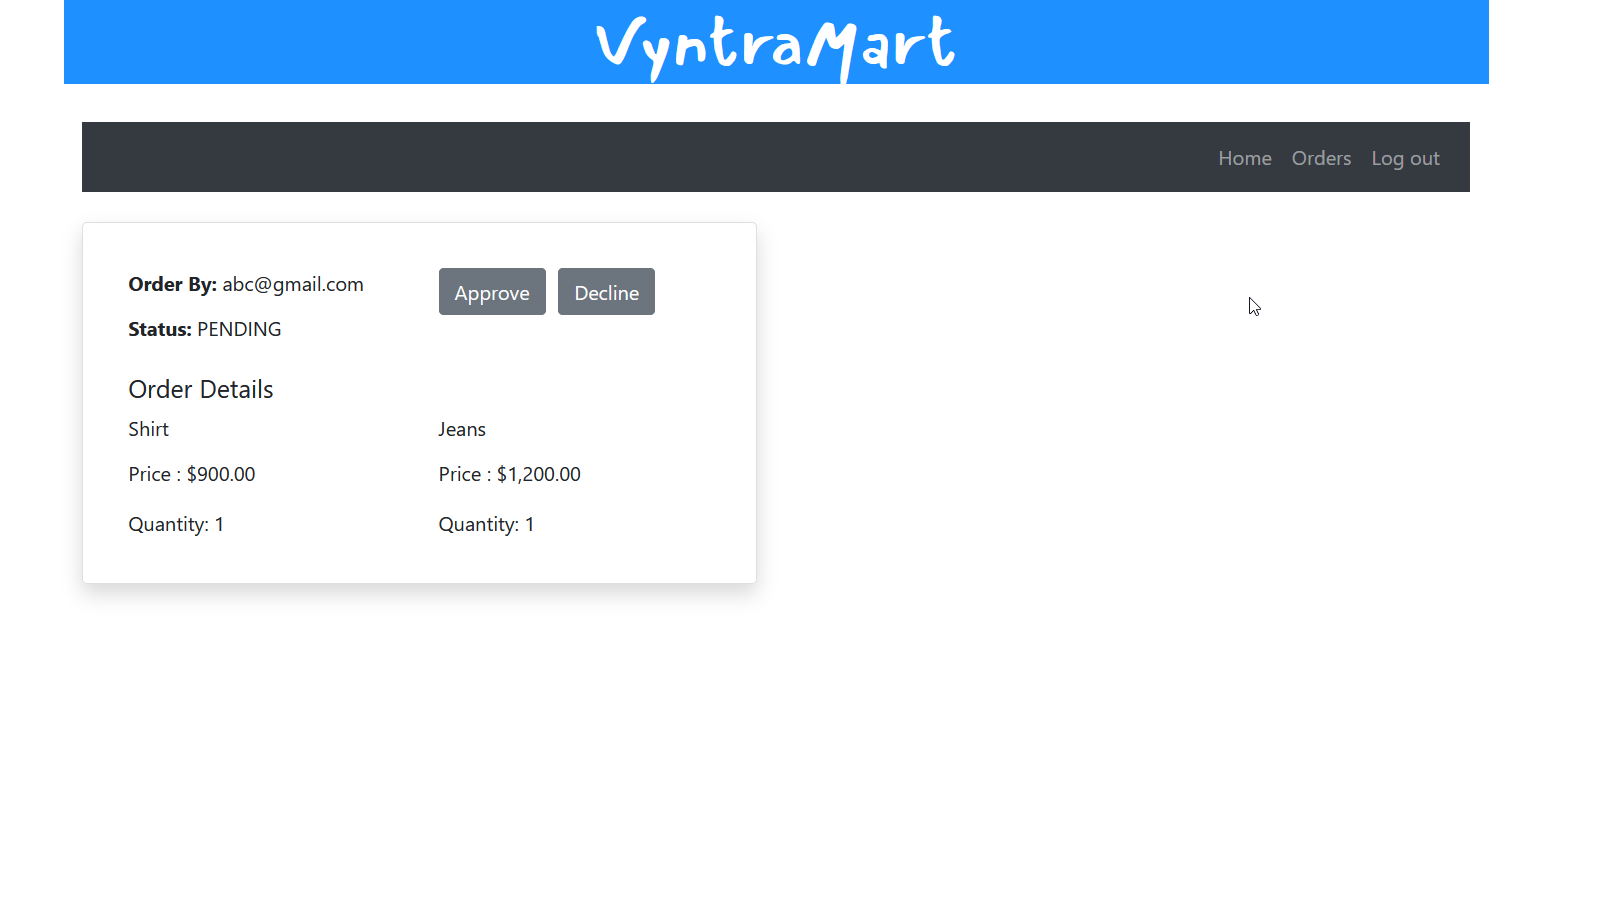 VyntraMart
Home Orders Log out
Order By: abc@gmail.com
Approve Decline
Status: PENDING
Order Details
Shirt Jeans
Price : $900.00 Price : $1,200.00
Quantity: 1 Quantity: 1